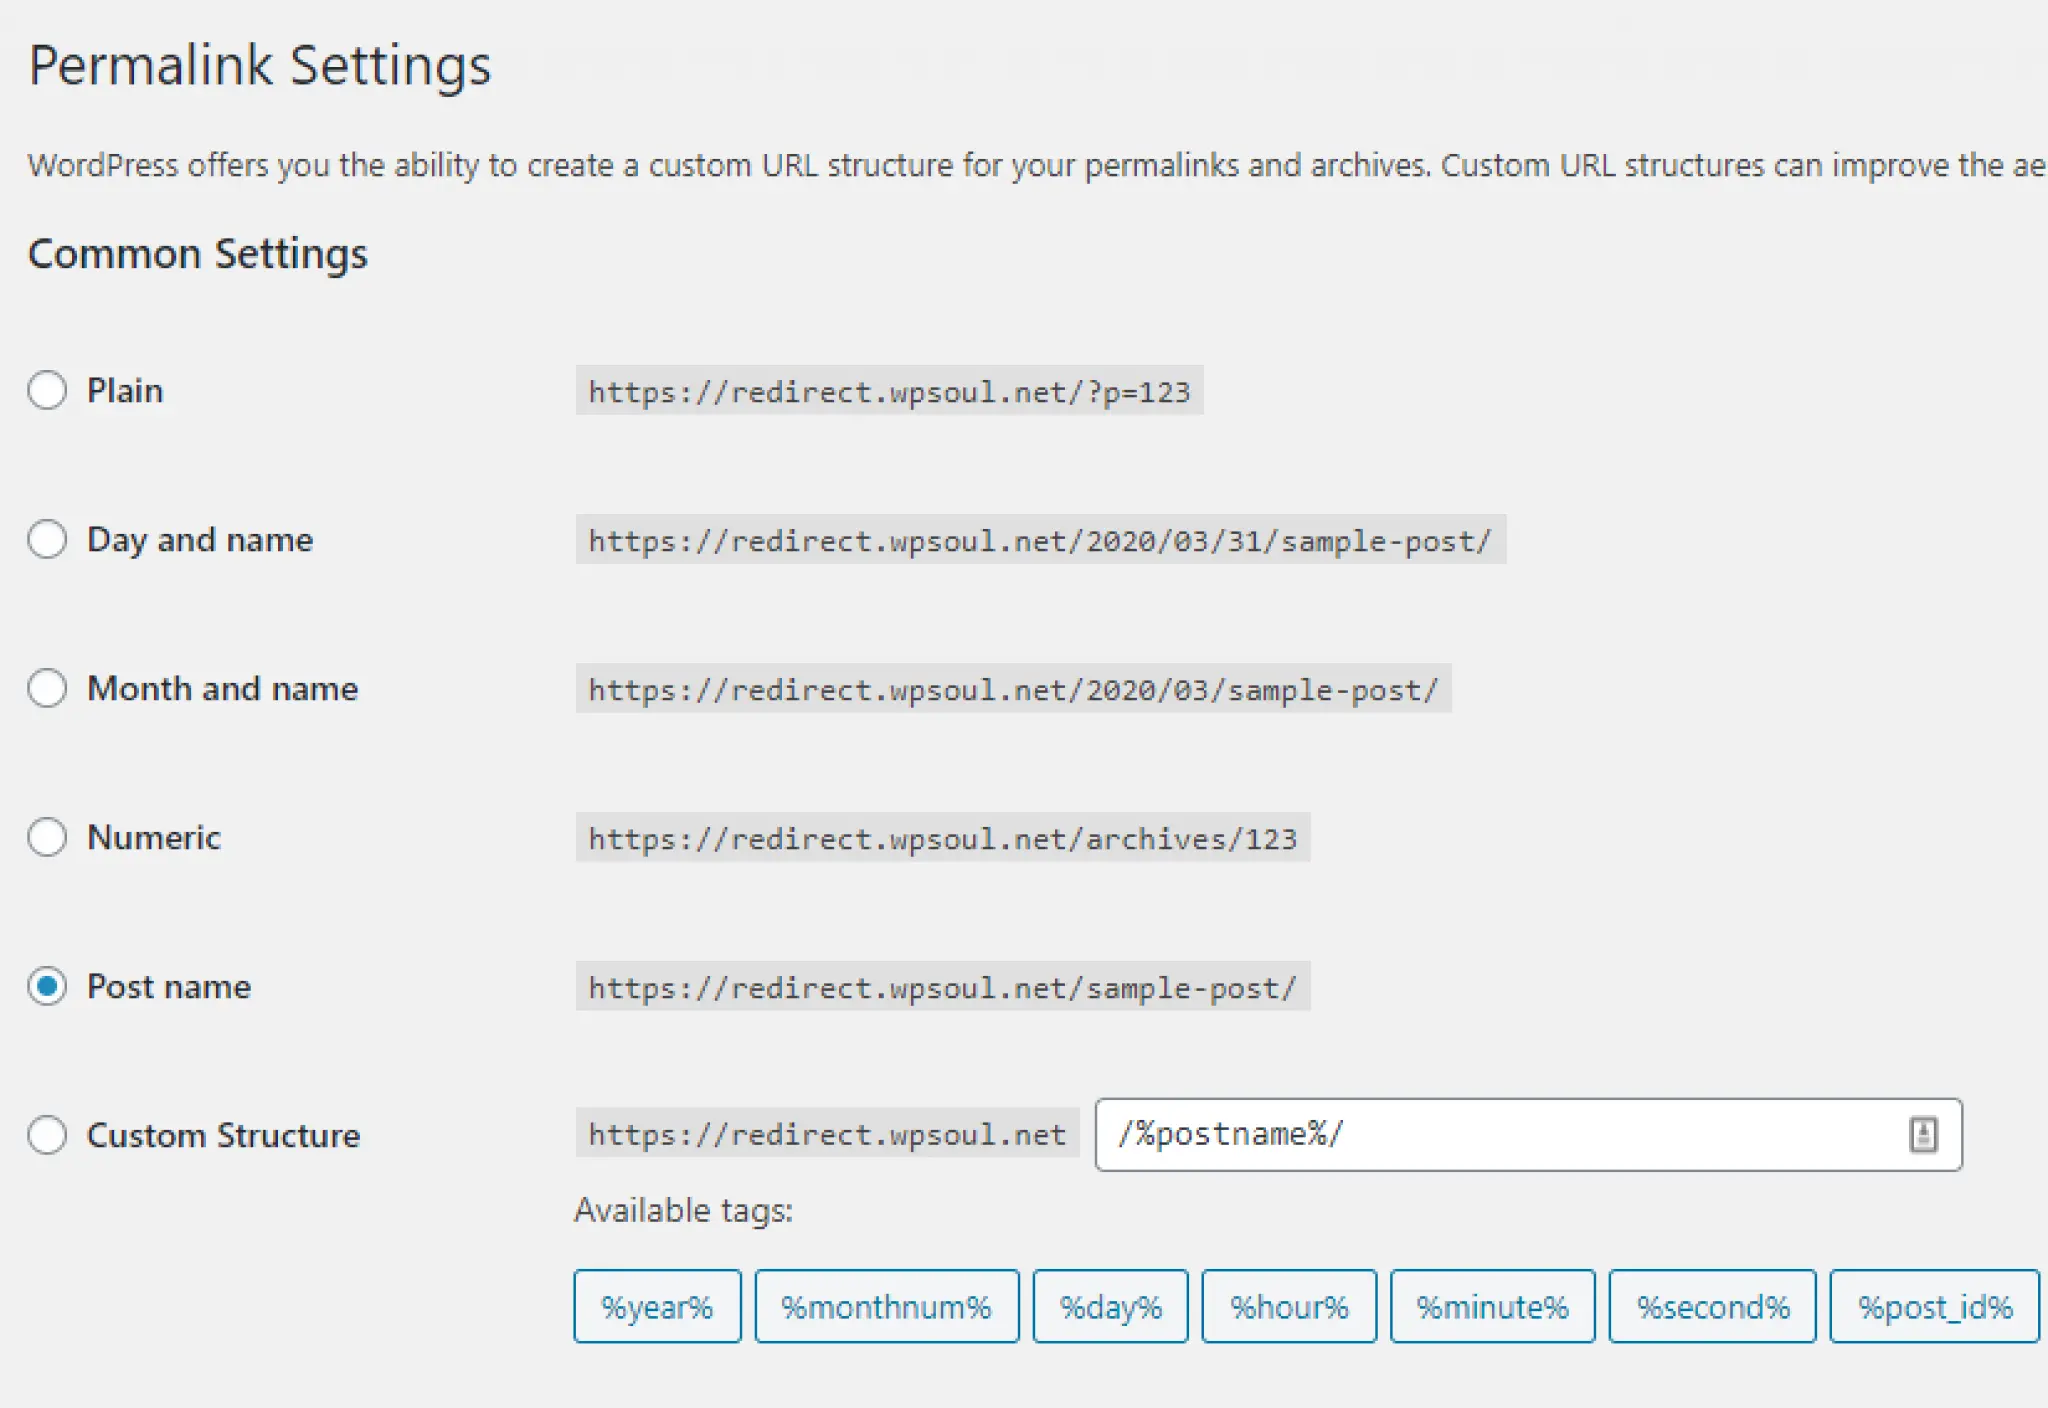 Permalink Settings
WordPress offers you the ability to create a custom URL structure for your permalinks and archives. Custom URL structures can improve the ae
Common Settings
Plain https://redirect.wpsoul.net/?p=123
Day and name https://redirect.wpsoul.net/2020/03/31/sample-post/
Month and name https://redirect.wpsoul.net/2020/03/sample-post/
Numeric https://redirect.wpsoul.net/archives/123
Post name https://redirect.wpsoul.net/sample-post/
Custom Structure https://redirect.wpsoul.net /%postname%/
Available tags:
%year% %monthnum% %day% %hour% %minute% %second% %post_id%